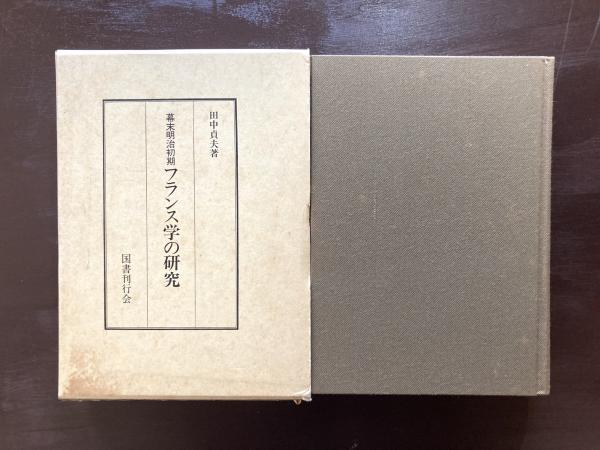 田中貞夫著
幕末明治初期フランス学の研究
国書刊行会